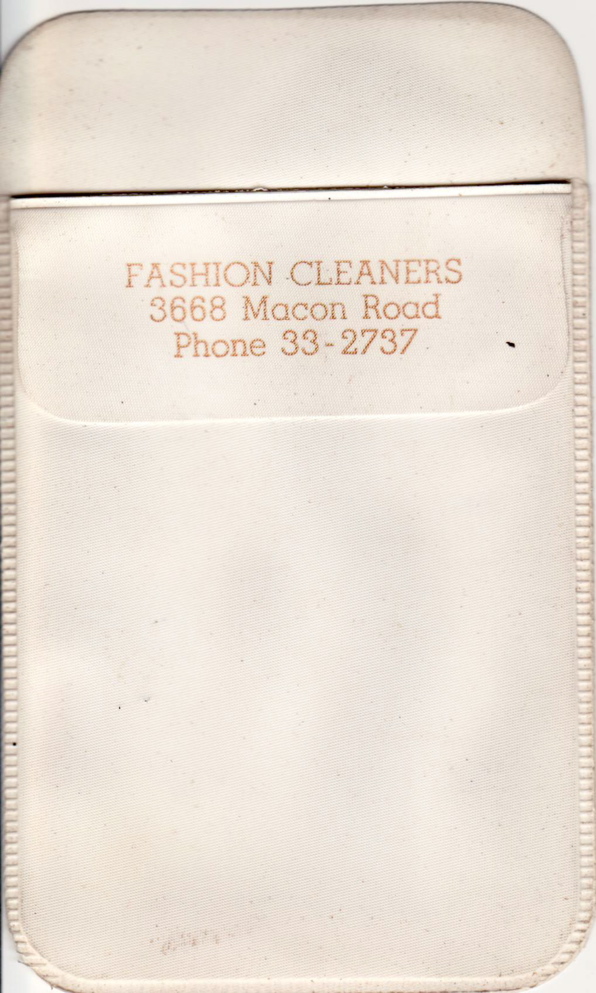 FASHION CLEANERS
3668 Macon Road
Phone 33-2737